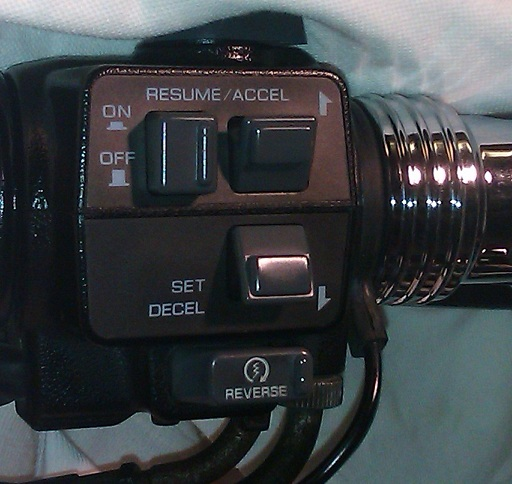 RESUME/ACCEL
ON
OFF
SET
DECEL
REVERSE